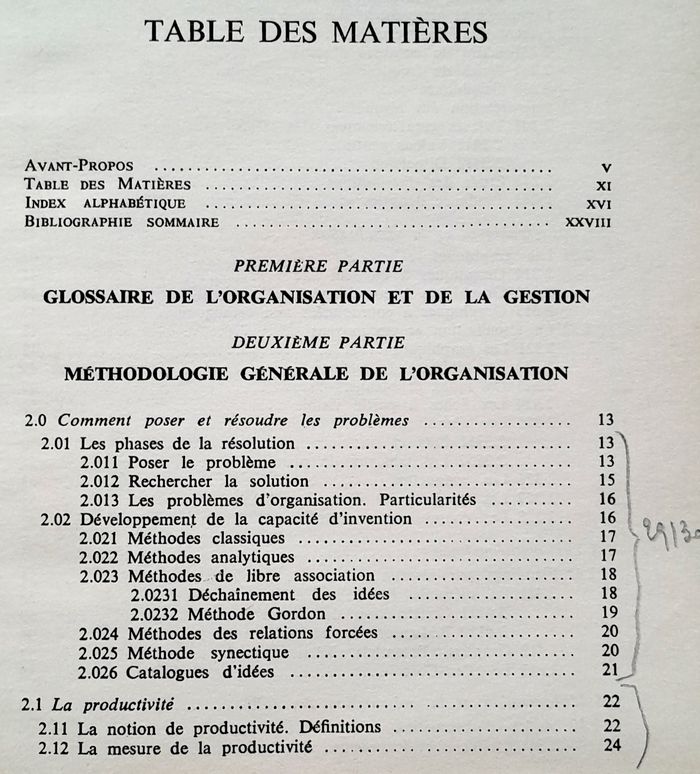 TABLE DES MATIÈRES
AVANT-PROPOS .................... V
TABLE DES MATIÈRES .................... XI
INDEX ALPHABÉTIQUE .................... XVI
BIBLIOGRAPHIE SOMMAIRE .................... XXVIII
PREMIÈRE PARTIE
GLOSSAIRE DE L'ORGANISATION ET DE LA GESTION
DEUXIÈME PARTIE
MÉTHODOLOGIE GÉNÉRALE DE L'ORGANISATION
2.0 Comment poser et résoudre les problèmes .................... 13
2.01 Les phases de la résolution .................... 13
2.011 Poser le problème .................... 13
2.012 Rechercher la solution .................... 15
2.013 Les problèmes d'organisation. Particularités .................... 16
2.02 Développement de la capacité d'invention .................... 16
2.021 Méthodes classiques .................... 17
2.022 Méthodes analytiques .................... 17
2.023 Méthodes de libre association .................... 18
2.0231 Déchaînement des idées .................... 18
2.0232 Méthode Gordon .................... 19
2.024 Méthodes des relations forcées .................... 20
2.025 Méthode synectique .................... 20
2.026 Catalogues d'idées .................... 21
2.1 La productivité .................... 22
2.11 La notion de productivité. Définitions .................... 22
2.12 La mesure de la productivité .................... 24